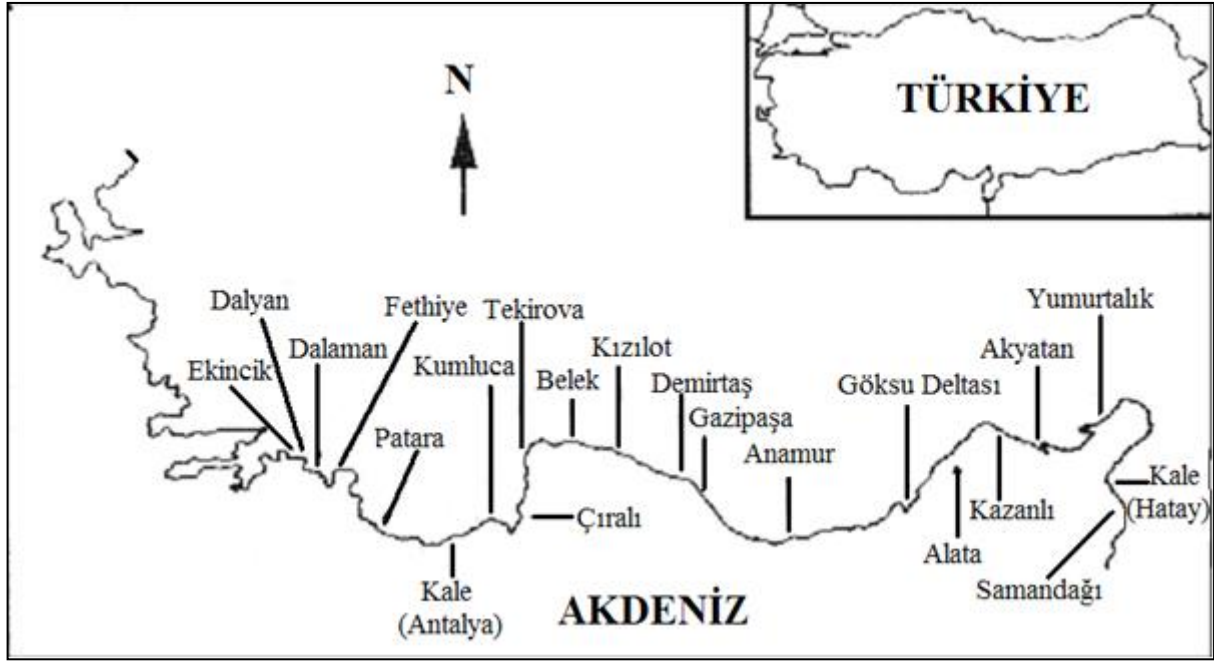 N
TÜRKİYE
Dalyan
Fethiye
Tekirova
Yumurtalık
Ekincik
Dalaman
Kumluca
Kızılot
Akyatan
Belek
Demirtaş
Göksu Deltası
Patara
Gazipaşa
Anamur
Kale
(Hatay)
Çıralı
Kazanlı
Alata
Samandağı
Kale
(Antalya)
AKDENİZ